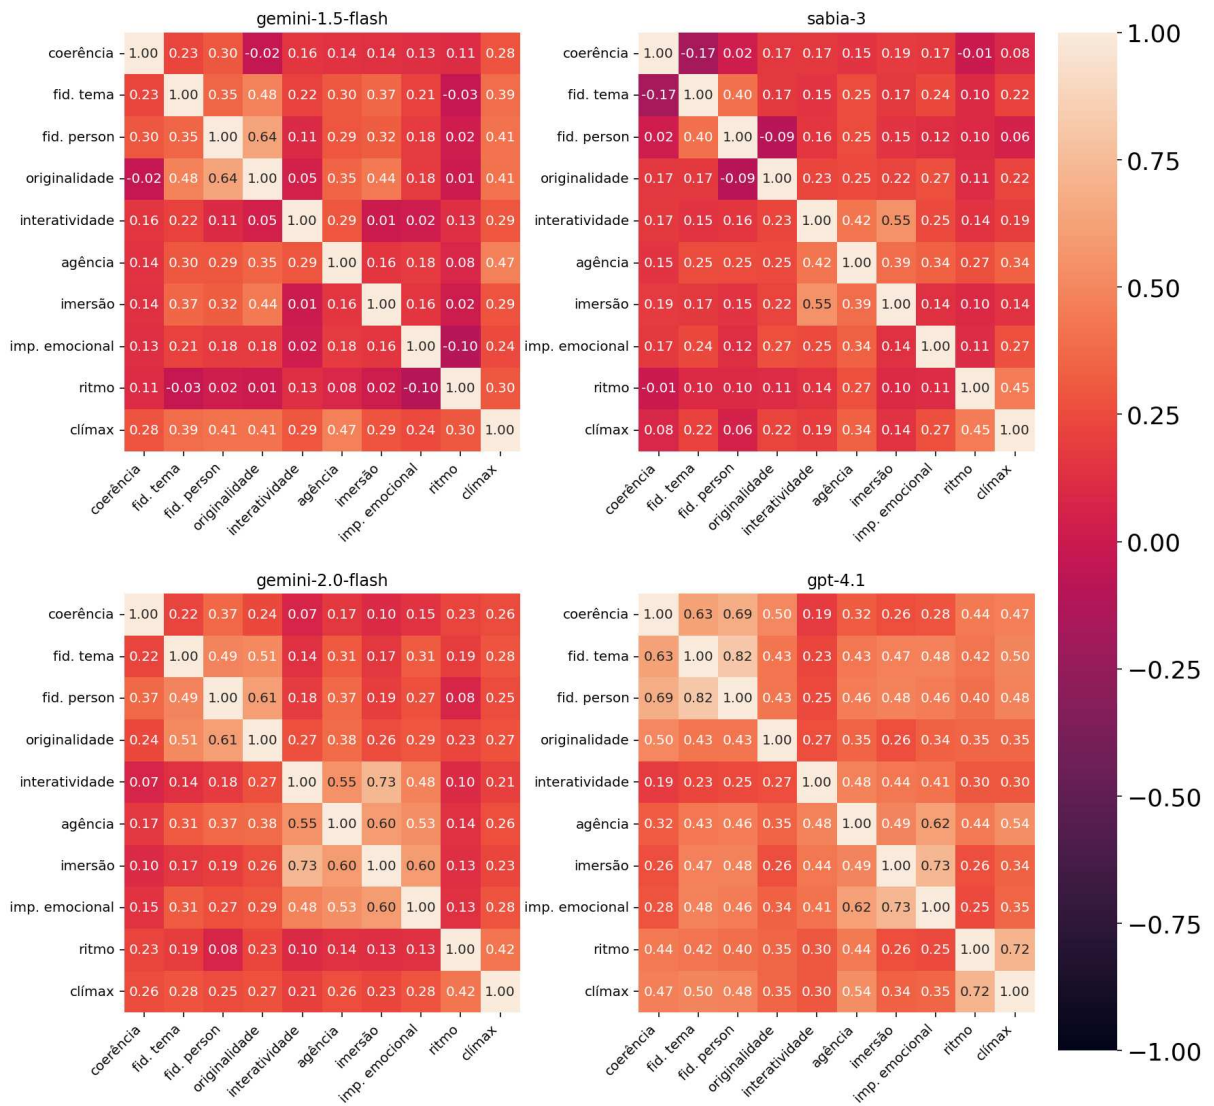 gemini-1.5-flash
coerência 1.00 0.23 0.30 -0.02 0.16 0.14 0.14 0.13 0.11 0.28
fid. tema 0.23 1.00 0.35 0.48 0.22 0.30 0.37 0.21 -0.03 0.39
fid. person 0.30 0.35 1.00 0.64 0.11 0.29 0.32 0.18 0.02 0.41
originalidade -0.02 0.48 0.64 1.00 0.05 0.35 0.44 0.18 0.01 0.41
interatividade 0.16 0.22 0.11 0.05 1.00 0.29 0.01 0.02 0.13 0.29
agência 0.14 0.30 0.29 0.35 0.29 1.00 0.16 0.18 0.08 0.47
imersão 0.14 0.37 0.32 0.44 0.01 0.16 1.00 0.16 0.02 0.29
imp. emocional 0.13 0.21 0.18 0.18 0.02 0.18 0.16 1.00 -0.10 0.24
ritmo 0.11 -0.03 0.02 0.01 0.13 0.08 0.02 -0.10 1.00 0.30
clímax 0.28 0.39 0.41 0.41 0.29 0.47 0.29 0.24 0.30 1.00
coerência fid. tema fid. person originalidade interatividade agência imersão imp. emocional ritmo clímax
sabia-3
coerência 1.00 -0.17 0.02 0.17 0.17 0.15 0.19 0.17 -0.01 0.08
fid. tema -0.17 1.00 0.40 0.17 0.15 0.25 0.17 0.24 0.10 0.22
fid. person 0.02 0.40 1.00 -0.09 0.16 0.25 0.15 0.12 0.10 0.06
originalidade 0.17 0.17 -0.09 1.00 0.23 0.25 0.22 0.27 0.11 0.22
interatividade 0.17 0.15 0.16 0.23 1.00 0.42 0.55 0.25 0.14 0.19
agência 0.15 0.25 0.25 0.25 0.42 1.00 0.39 0.34 0.27 0.34
imersão 0.19 0.17 0.15 0.22 0.55 0.39 1.00 0.14 0.10 0.14
imp. emocional 0.17 0.24 0.12 0.27 0.25 0.34 0.14 1.00 0.11 0.27
ritmo -0.01 0.10 0.10 0.11 0.14 0.27 0.10 0.11 1.00 0.45
clímax 0.08 0.22 0.06 0.22 0.19 0.34 0.14 0.27 0.45 1.00
coerência fid. tema fid. person originalidade interatividade agência imersão imp. emocional ritmo clímax
gemini-2.0-flash
coerência 1.00 0.22 0.37 0.24 0.07 0.17 0.10 0.15 0.23 0.26
fid. tema 0.22 1.00 0.49 0.51 0.14 0.31 0.17 0.31 0.19 0.28
fid. person 0.37 0.49 1.00 0.61 0.18 0.37 0.19 0.27 0.08 0.25
originalidade 0.24 0.51 0.61 1.00 0.27 0.38 0.26 0.29 0.23 0.27
interatividade 0.07 0.14 0.18 0.27 1.00 0.55 0.73 0.48 0.10 0.21
agência 0.17 0.31 0.37 0.38 0.55 1.00 0.60 0.53 0.14 0.26
imersão 0.10 0.17 0.19 0.26 0.73 0.60 1.00 0.60 0.13 0.23
imp. emocional 0.15 0.31 0.27 0.29 0.48 0.53 0.60 1.00 0.13 0.28
ritmo 0.23 0.19 0.08 0.23 0.10 0.14 0.13 0.13 1.00 0.42
clímax 0.26 0.28 0.25 0.27 0.21 0.26 0.23 0.28 0.42 1.00
coerência fid. tema fid. person originalidade interatividade agência imersão imp. emocional ritmo clímax
gpt-4.1
coerência 1.00 0.63 0.69 0.50 0.19 0.32 0.26 0.28 0.44 0.47
fid. tema 0.63 1.00 0.82 0.43 0.23 0.43 0.47 0.48 0.42 0.50
fid. person 0.69 0.82 1.00 0.43 0.25 0.46 0.48 0.46 0.40 0.48
originalidade 0.50 0.43 0.43 1.00 0.27 0.35 0.26 0.34 0.35 0.35
interatividade 0.19 0.23 0.25 0.27 1.00 0.48 0.44 0.41 0.30 0.30
agência 0.32 0.43 0.46 0.35 0.48 1.00 0.49 0.62 0.44 0.54
imersão 0.26 0.47 0.48 0.26 0.44 0.49 1.00 0.73 0.26 0.34
imp. emocional 0.28 0.48 0.46 0.34 0.41 0.62 0.73 1.00 0.25 0.35
ritmo 0.44 0.42 0.40 0.35 0.30 0.44 0.26 0.25 1.00 0.72
clímax 0.47 0.50 0.48 0.35 0.30 0.54 0.34 0.35 0.72 1.00
coerência fid. tema fid. person originalidade interatividade agência imersão imp. emocional ritmo clímax
1.00
0.75
0.50
0.25
0.00
−0.25
−0.50
−0.75
−1.00